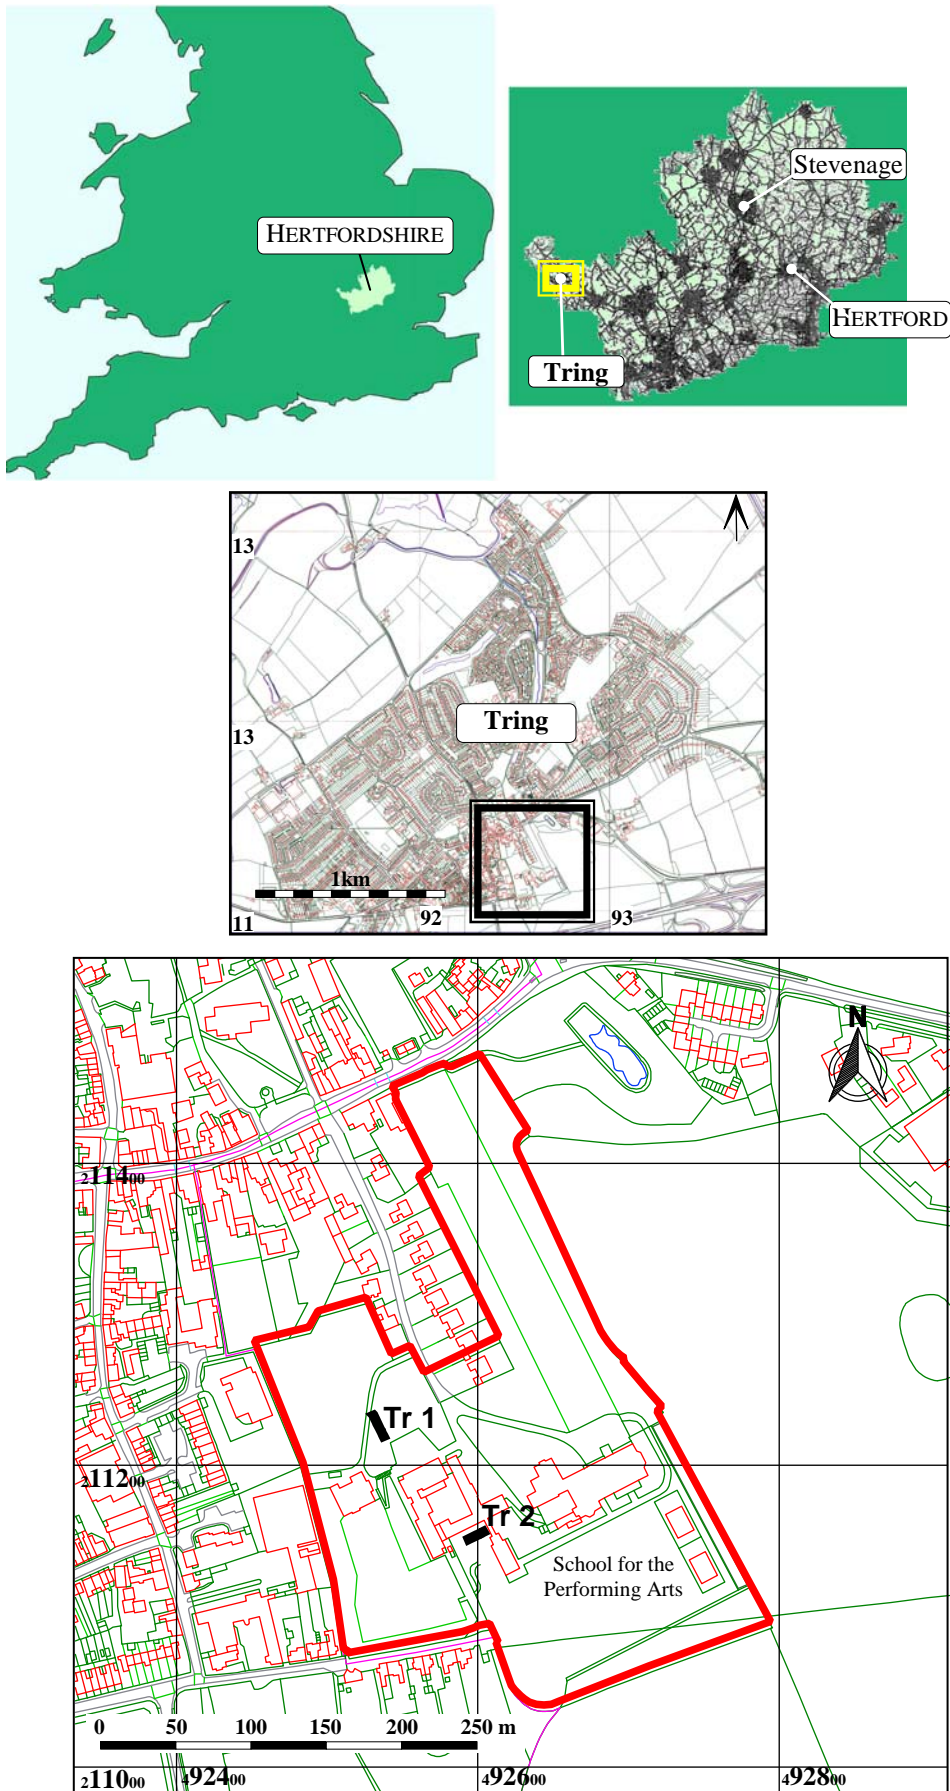 HERTFORDSHIRE
Stevenage
HERTFORD
Tring
13
Tring
13
1km
11
92
93
N
211400
Tr 1
211200
Tr 2
School for the
Performing Arts
0 50 100 150 200 250 m
211000
492400
492600
492800